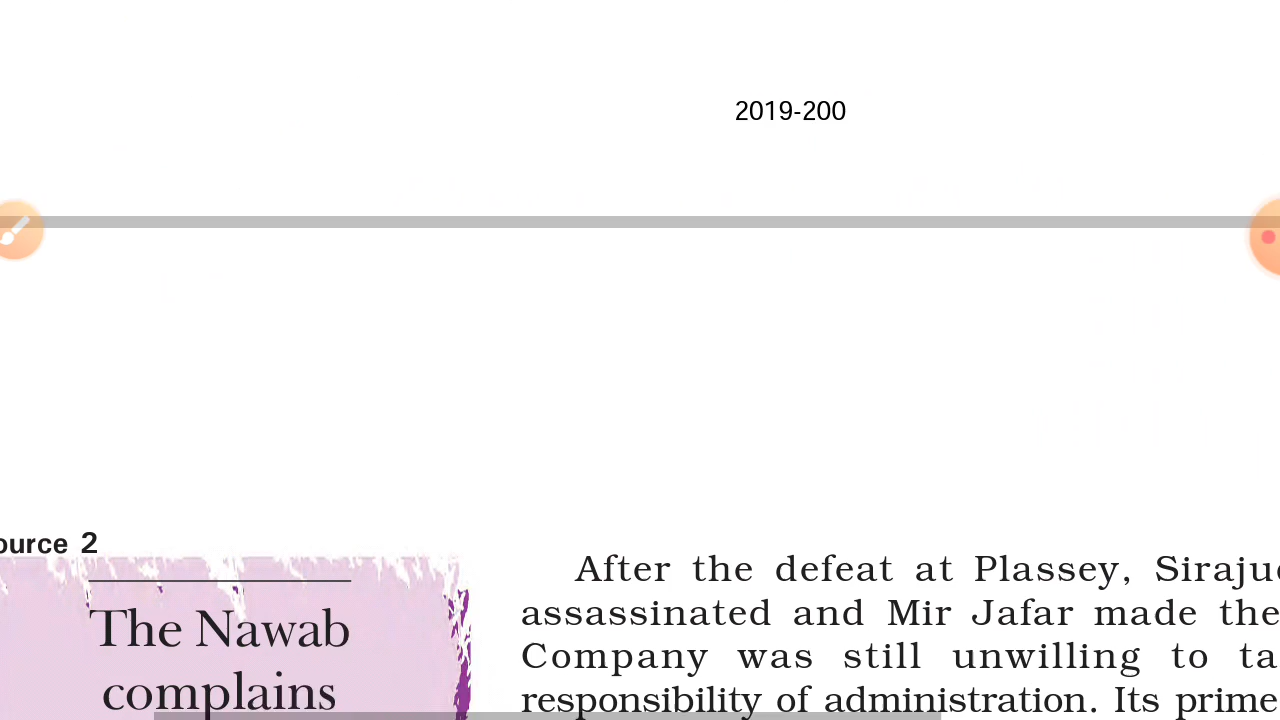 2019-200
ource 2
The Nawab
complains
After the defeat at Plassey, Siraju
assassinated and Mir Jafar made the
Company was still unwilling to ta
responsibility of administration. Its prime